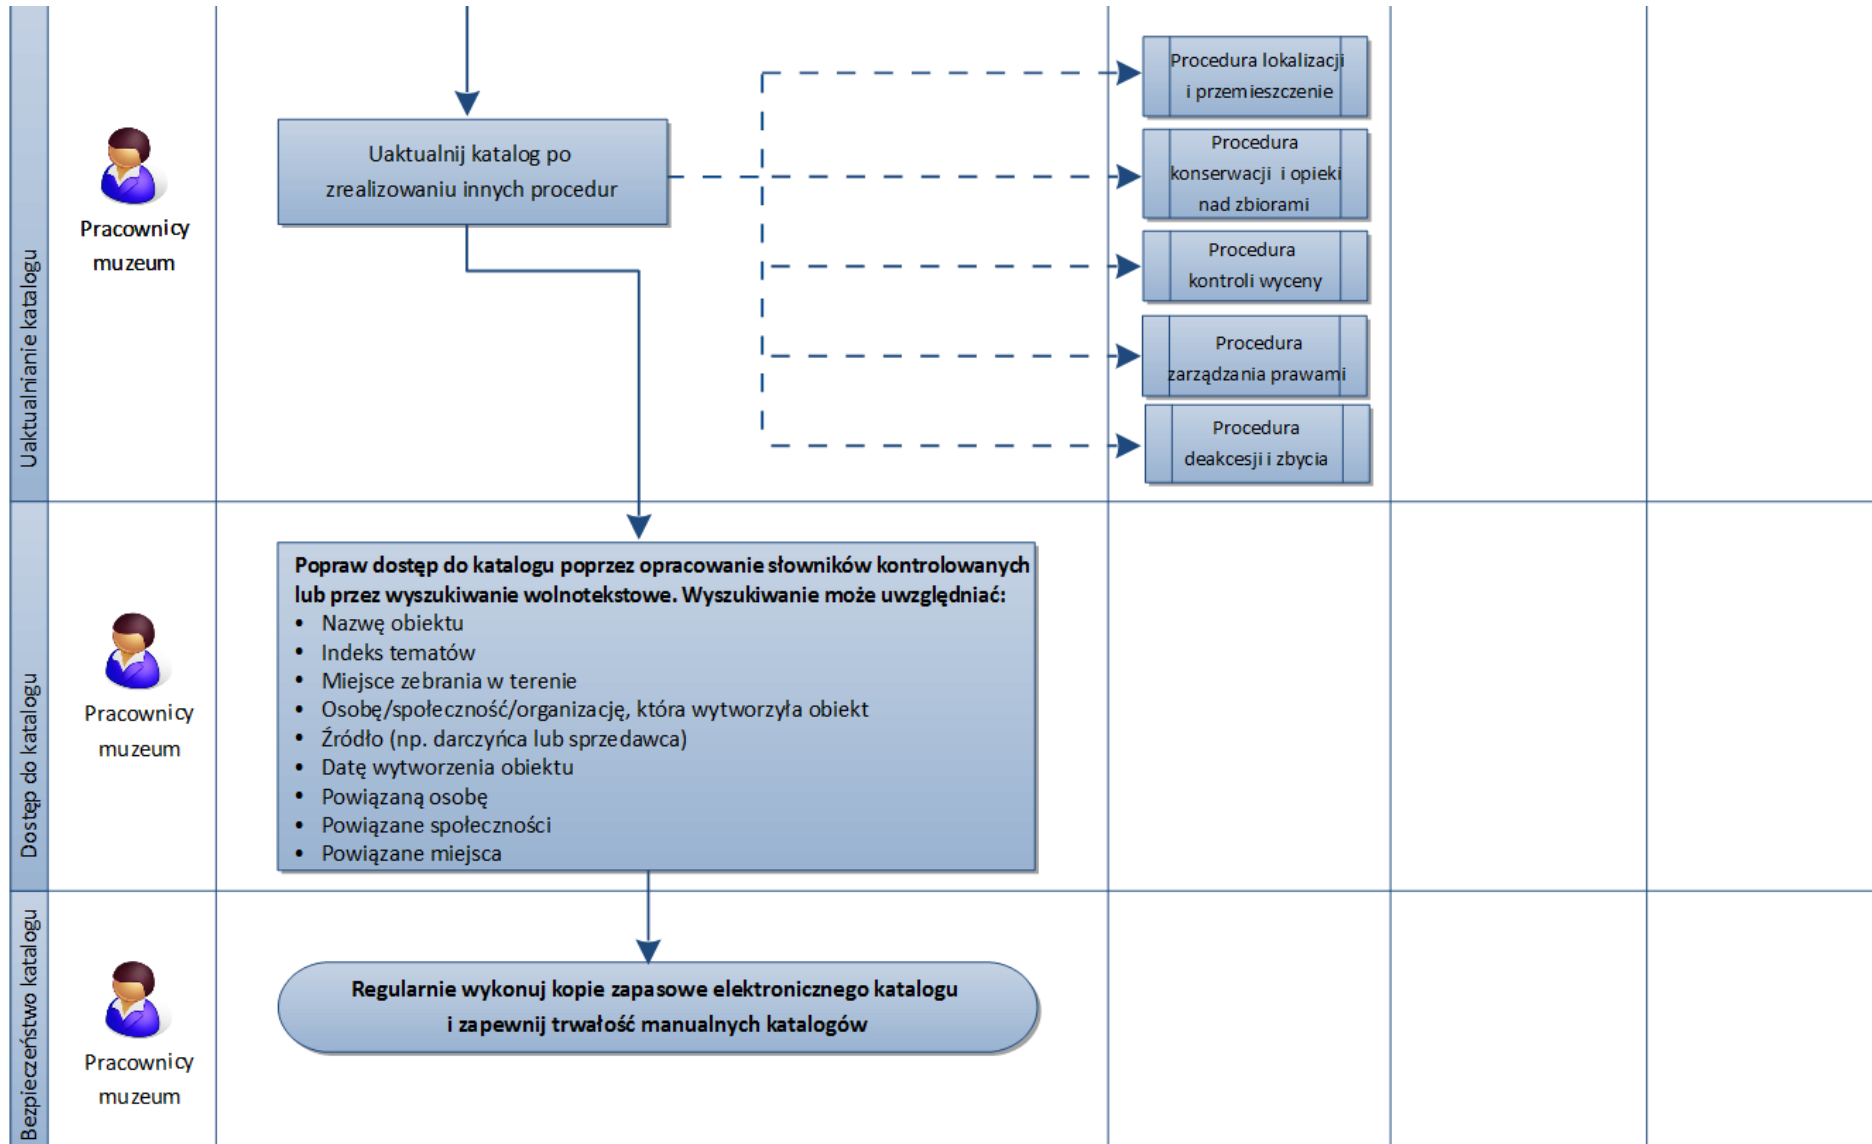 Uaktualnianie katalogu
Pracownicy
muzeum
Uaktualnij katalog po
zrealizowaniu innych procedur
Procedura lokalizacji
i przemieszczenie
Procedura
konserwacji i opieki
nad zbiorami
Procedura
kontroli wyceny
Procedura
zarządzania prawami
Procedura
deakcesji i zbycia
Dostęp do katalogu
Pracownicy
muzeum
Popraw dostęp do katalogu poprzez opracowanie słowników kontrolowanych
lub przez wyszukiwanie wolnotekstowe. Wyszukiwanie może uwzględniać:
• Nazwę obiektu
• Indeks tematów
• Miejsce zebrania w terenie
• Osobę/społeczność/organizację, która wytworzyła obiekt
• Źródło (np. darczyńca lub sprzedawca)
• Datę wytworzenia obiektu
• Powiązaną osobę
• Powiązane społeczności
• Powiązane miejsca
Bezpieczeństwo katalogu
Pracownicy
muzeum
Regularnie wykonuj kopie zapasowe elektronicznego katalogu
i zapewnij trwałość manualnych katalogów